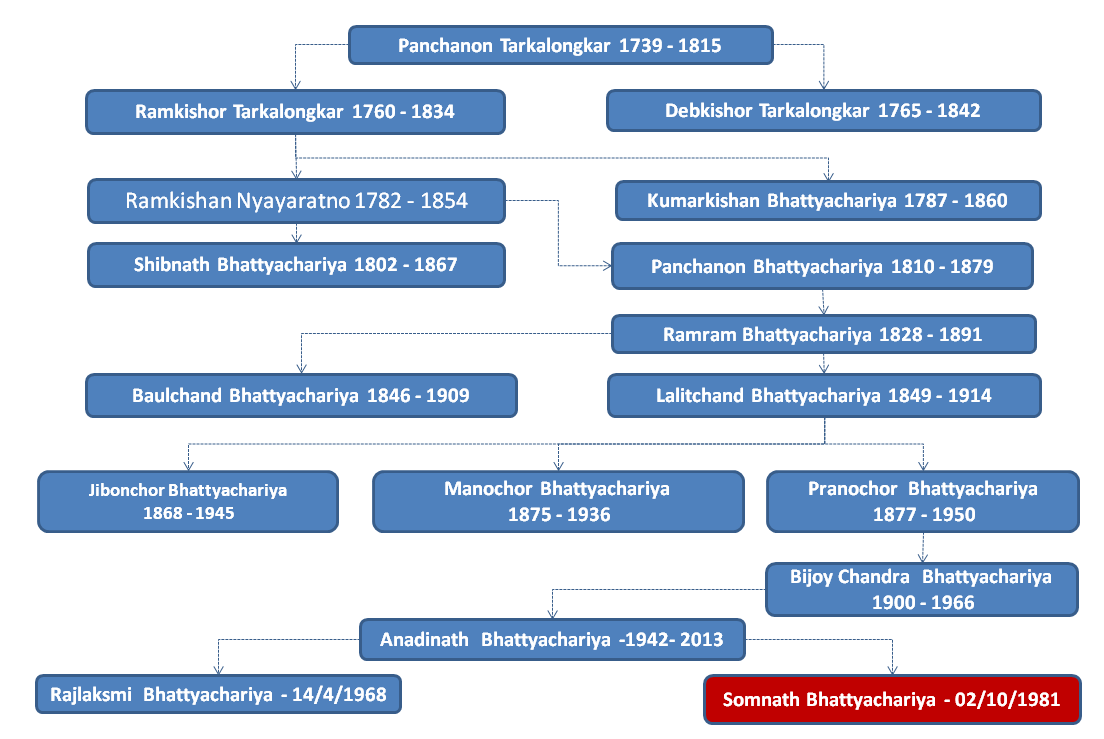 Panchanon Tarkalongkar 1739 - 1815
Ramkishor Tarkalongkar 1760 - 1834
Debkishor Tarkalongkar 1765 - 1842
Ramkishan Nyayaratno 1782 - 1854
Kumarkishan Bhattyachariya 1787 - 1860
Shibnath Bhattyachariya 1802 - 1867
Panchanon Bhattyachariya 1810 - 1879
Ramram Bhattyachariya 1828 - 1891
Baulchand Bhattyachariya 1846 - 1909
Lalitchand Bhattyachariya 1849 - 1914
Jibonchor Bhattyachariya
1868 - 1945
Manochor Bhattyachariya
1875 - 1936
Pranochor Bhattyachariya
1877 - 1950
Bijoy Chandra Bhattyachariya
1900 - 1966
Anadinath Bhattyachariya -1942- 2013
Rajlaksmi Bhattyachariya - 14/4/1968
Somnath Bhattyachariya - 02/10/1981